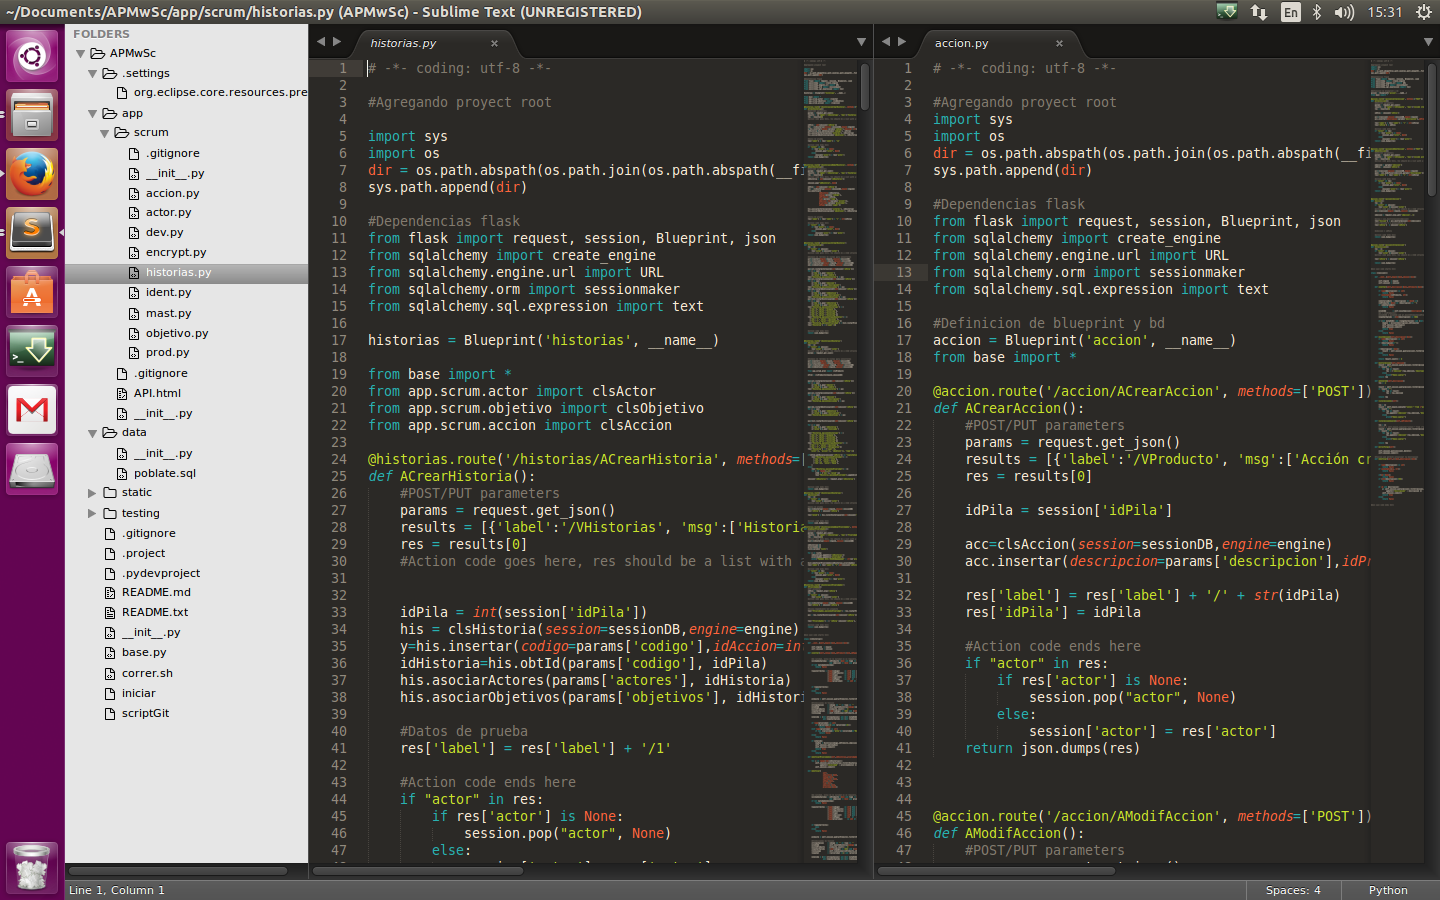 ~/Documents/APMwSc/app/scrum/historias.py (APMwSc) - Sublime Text (UNREGISTERED)
En
15:31
FOLDERS
APMwSc
.settings
org.eclipse.core.resources.pre
app
scrum
.gitignore
__init__.py
accion.py
actor.py
dev.py
encrypt.py
historias.py
ident.py
mast.py
objetivo.py
prod.py
.gitignore
API.html
__init__.py
data
__init__.py
poblate.sql
static
testing
.gitignore
.project
.pydevproject
README.md
README.txt
__init__.py
base.py
correr.sh
iniciar
scriptGit
historias.py
1 # -*- coding: utf-8 -*-
2
3 #Agregando proyect root
4
5 import sys
6 import os
7 dir = os.path.abspath(os.path.join(os.path.abspath(__fi
8 sys.path.append(dir)
9
10 #Dependencias flask
11 from flask import request, session, Blueprint, json
12 from sqlalchemy import create_engine
13 from sqlalchemy.engine.url import URL
14 from sqlalchemy.orm import sessionmaker
15 from sqlalchemy.sql.expression import text
16
17 historias = Blueprint('historias', __name__)
18
19 from base import *
20 from app.scrum.actor import clsActor
21 from app.scrum.objetivo import clsObjetivo
22 from app.scrum.accion import clsAccion
23
24 @historias.route('/historias/ACrearHistoria', methods=[
25 def ACrearHistoria():
26 #POST/PUT parameters
27 params = request.get_json()
28 results = [{'label':'/VHistorias', 'msg':['Historia
29 res = results[0]
30 #Action code goes here, res should be a list with
31
32
33 idPila = int(session['idPila'])
34 his = clsHistoria(session=sessionDB,engine=engine)
35 y=his.insertar(codigo=params['codigo'],idAccion=in
36 idHistoria=his.obtId(params['codigo'], idPila)
37 his.asociarActores(params['actores'], idHistoria)
38 his.asociarObjetivos(params['objetivos'], idHistori
39
40 #Datos de prueba
41 res['label'] = res['label'] + '/1'
42
43 #Action code ends here
44 if "actor" in res:
45 if res['actor'] is None:
46 session.pop("actor", None)
47 else:
accion.py
1 # -*- coding: utf-8 -*-
2
3 #Agregando proyect root
4 import sys
5 import os
6 dir = os.path.abspath(os.path.join(os.path.abspath(__fi
7 sys.path.append(dir)
8
9 #Dependencias flask
10 from flask import request, session, Blueprint, json
11 from sqlalchemy import create_engine
12 from sqlalchemy.engine.url import URL
13 from sqlalchemy.orm import sessionmaker
14 from sqlalchemy.sql.expression import text
15
16 #Definicion de blueprint y bd
17 accion = Blueprint('accion', __name__)
18 from base import *
19
20 @accion.route('/accion/ACrearAccion', methods=['POST'])
21 def ACrearAccion():
22 #POST/PUT parameters
23 params = request.get_json()
24 results = [{'label':'/VProducto', 'msg':['Acción cr
25 res = results[0]
26
27 idPila = session['idPila']
28
29 acc=clsAccion(session=sessionDB,engine=engine)
30 acc.insertar(descripcion=params['descripcion'],idPr
31
32 res['label'] = res['label'] + '/' + str(idPila)
33 res['idPila'] = idPila
34
35 #Action code ends here
36 if "actor" in res:
37 if res['actor'] is None:
38 session.pop("actor", None)
39 else:
40 session['actor'] = res['actor']
41 return json.dumps(res)
42
43
44
45 @accion.route('/accion/AModifAccion', methods=['POST'])
46 def AModifAccion():
47 #POST/PUT parameters
Line 1, Column 1
Spaces: 4
Python